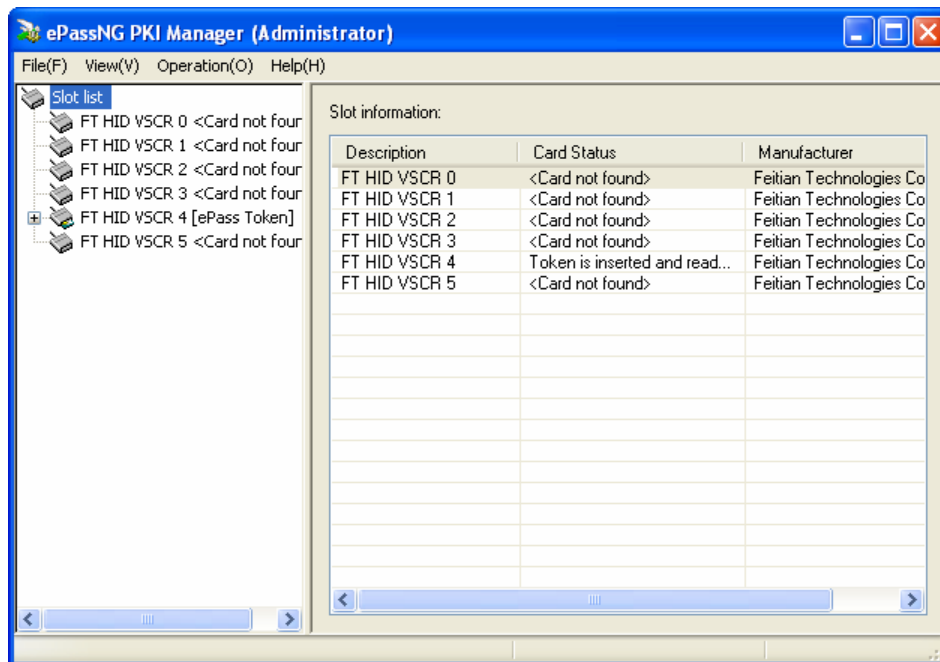 ePassNG PKI Manager (Administrator)
File(F) View(V) Operation(O) Help(H)
Slot list
FT HID VSCR 0 <Card not four
FT HID VSCR 1 <Card not four
FT HID VSCR 2 <Card not four
FT HID VSCR 3 <Card not four
FT HID VSCR 4 [ePass Token]
FT HID VSCR 5 <Card not four
Slot information:
Description Card Status Manufacturer
FT HID VSCR 0 <Card not found> Feitian Technologies Co
FT HID VSCR 1 <Card not found> Feitian Technologies Co
FT HID VSCR 2 <Card not found> Feitian Technologies Co
FT HID VSCR 3 <Card not found> Feitian Technologies Co
FT HID VSCR 4 Token is inserted and read... Feitian Technologies Co
FT HID VSCR 5 <Card not found> Feitian Technologies Co